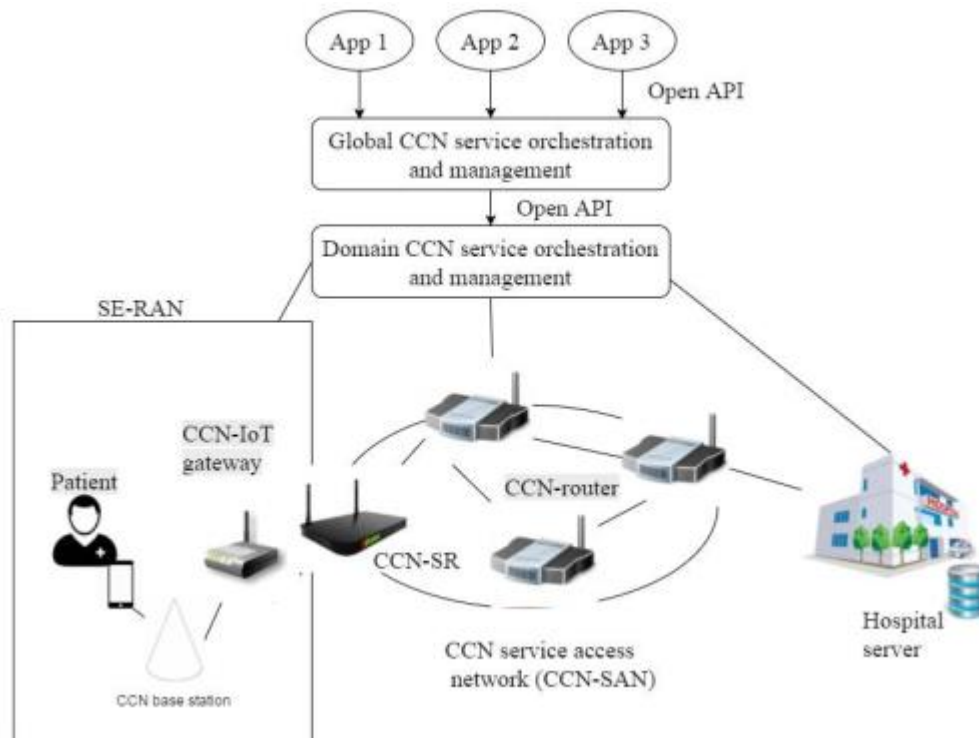 App 1
App 2
App 3
Open API
Global CCN service orchestration
and management
Open API
Domain CCN service orchestration
and management
SE-RAN
CCN-IoT
gateway
Patient
CCN-router
CCN-SR
Hospital
server
CCN service access
network (CCN-SAN)
CCN base station